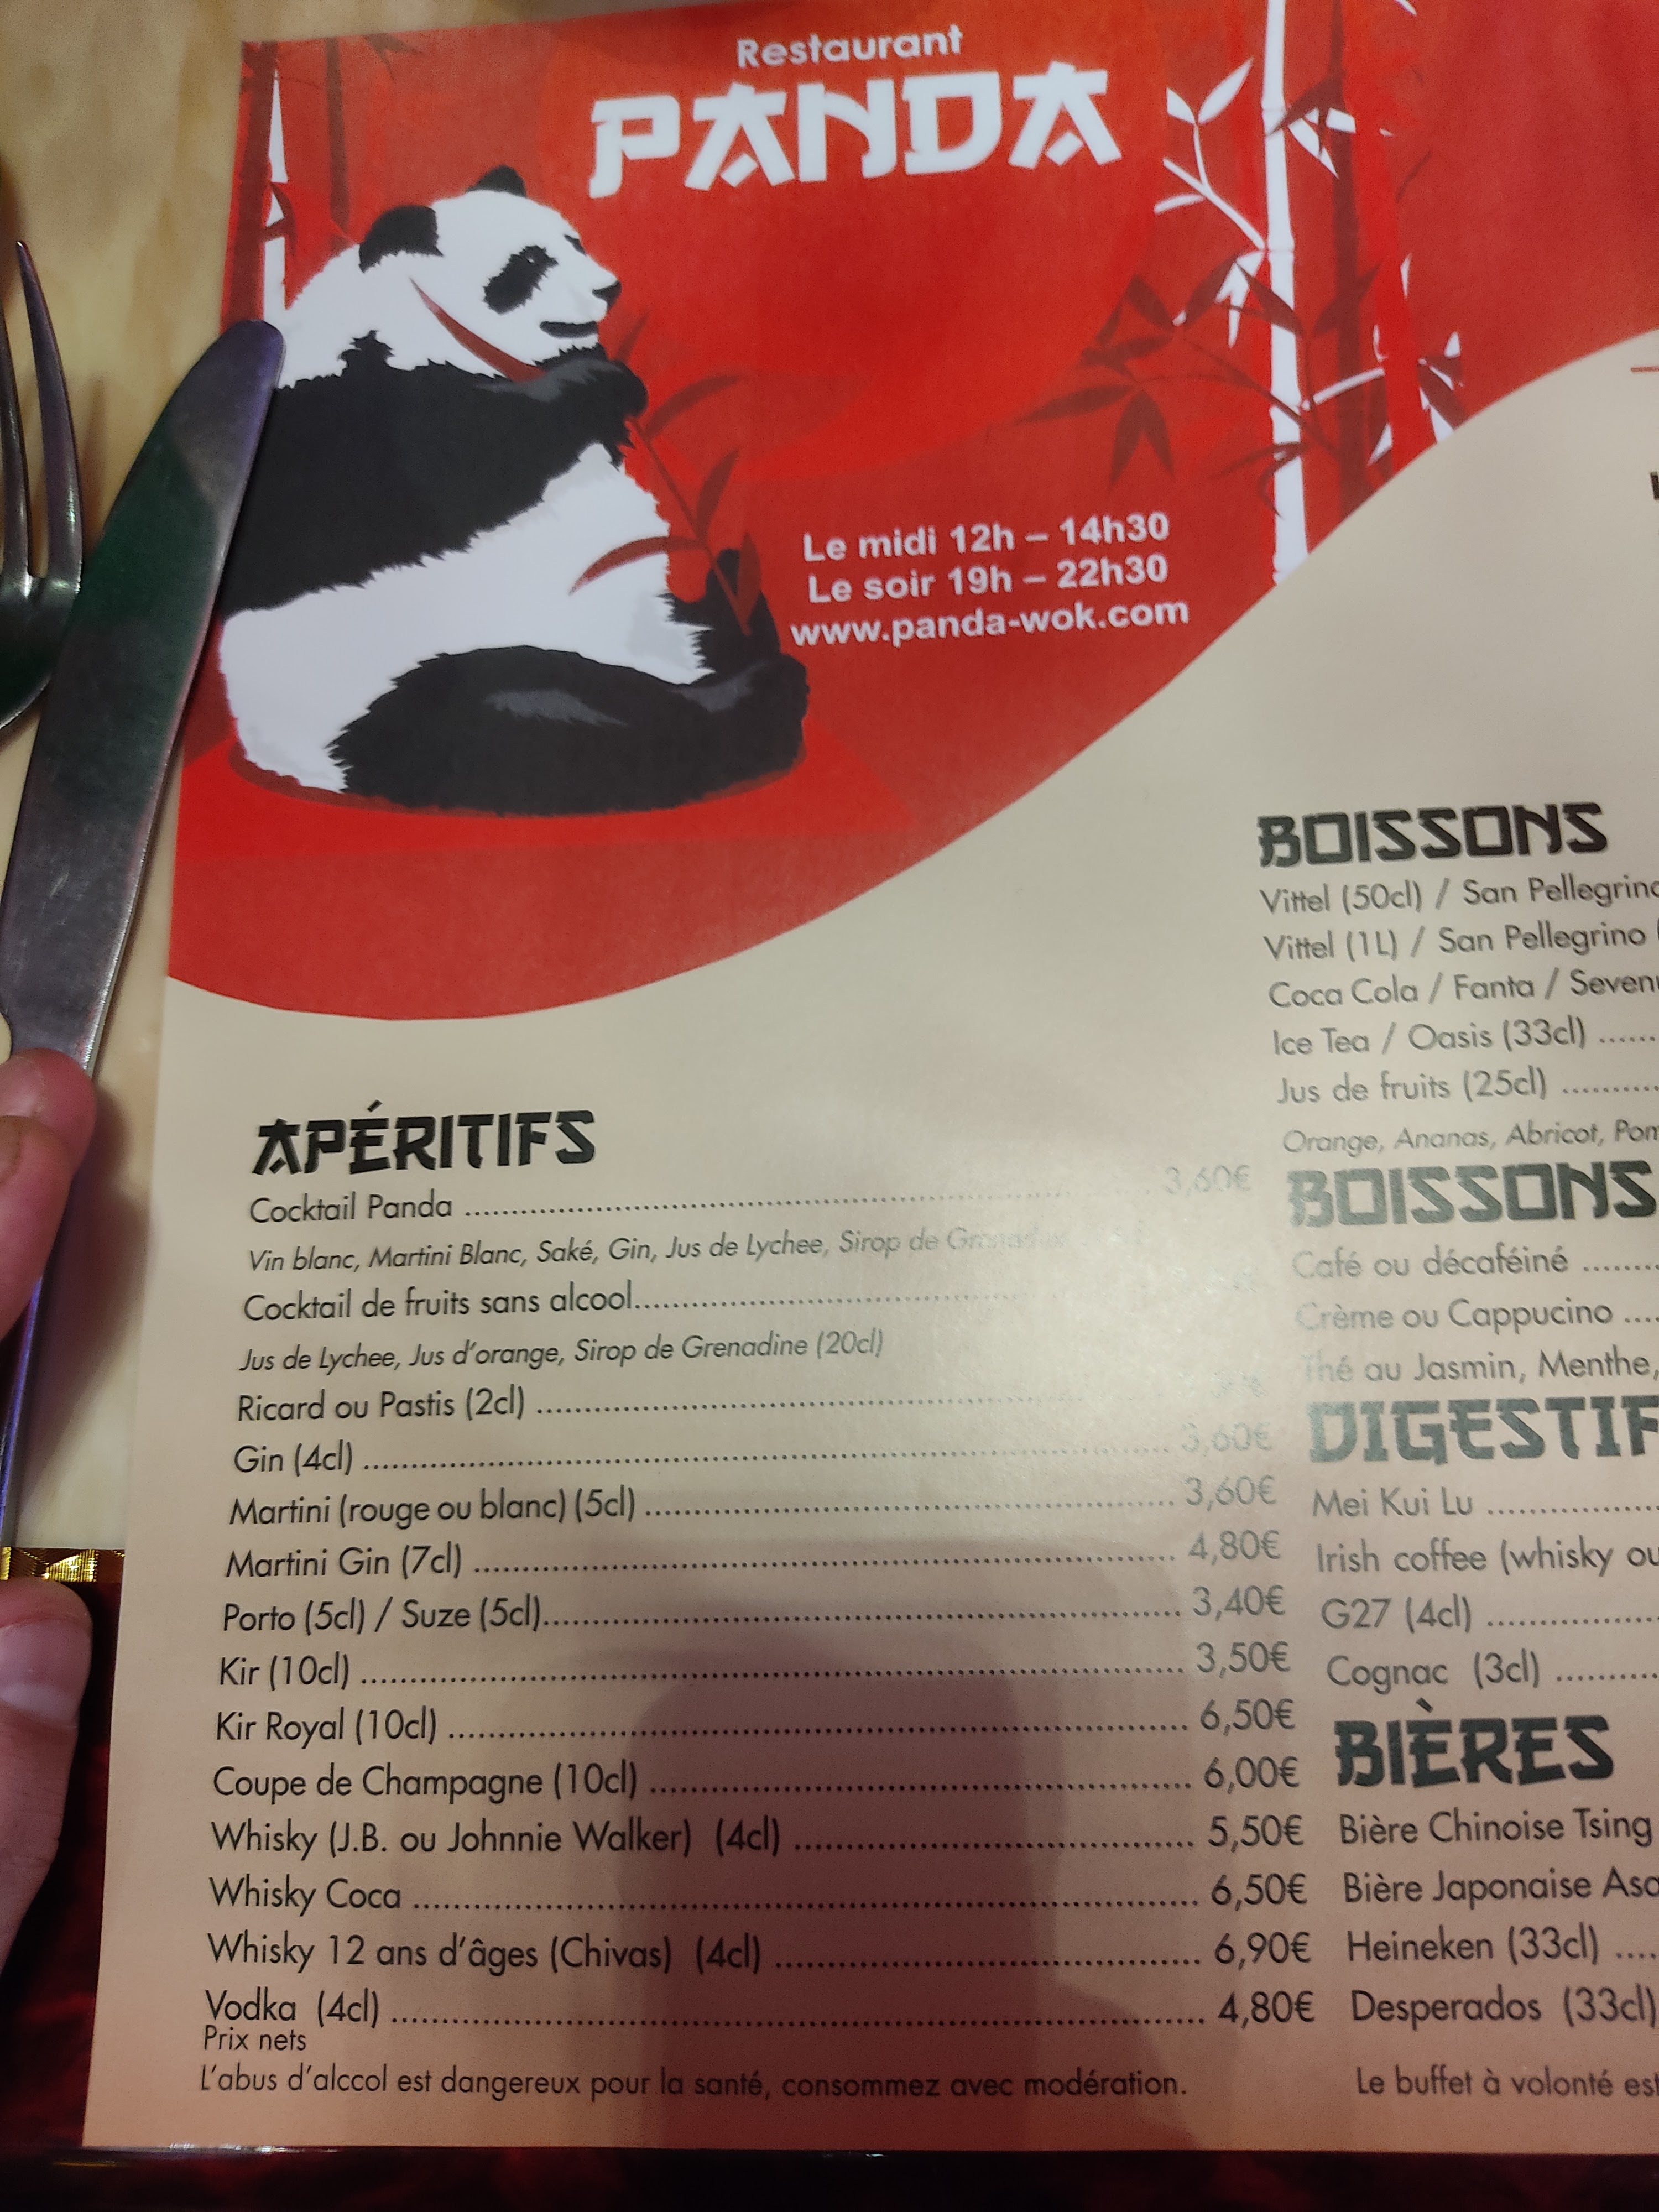 Restaurant
PANDA
Le midi 12h – 14h30
Le soir 19h – 22h30
www.panda-wok.com
APÉRITIFS
Cocktail Panda ........................ 3,60€
Vin blanc, Martini Blanc, Saké, Gin, Jus de Lychee, Sirop de Grenadine
Cocktail de fruits sans alcool........................
Jus de Lychee, Jus d'orange, Sirop de Grenadine (20cl)
Ricard ou Pastis (2cl) ........................
Gin (4cl) ........................ 3,60€
Martini (rouge ou blanc) (5cl) ........................ 3,60€
Martini Gin (7cl) ........................ 4,80€
Porto (5cl) / Suze (5cl)........................ 3,40€
Kir (10cl) ........................ 3,50€
Kir Royal (10cl) ........................ 6,50€
Coupe de Champagne (10cl) ........................ 6,00€
Whisky (J.B. ou Johnnie Walker) (4cl) ........................ 5,50€
Whisky Coca ........................ 6,50€
Whisky 12 ans d'âges (Chivas) (4cl) ........................ 6,90€
Vodka (4cl) ........................ 4,80€
Prix nets
L'abus d'alccol est dangereux pour la santé, consommez avec modération.
BOISSONS
Vittel (50cl) / San Pellegrino
Vittel (1L) / San Pellegrino (
Coca Cola / Fanta / Seven
Ice Tea / Oasis (33cl) ......
Jus de fruits (25cl) ..........
Orange, Ananas, Abricot, Pom
BOISSONS
Café ou décaféiné ........
Crème ou Cappucino ....
Thé au Jasmin, Menthe,
DIGESTIF
Mei Kui Lu ..................
Irish coffee (whisky ou
G27 (4cl) ..................
Cognac (3cl) ...........
BIÈRES
Bière Chinoise Tsing
Bière Japonaise Asa
Heineken (33cl) ....
Desperados (33cl)
Le buffet à volonté est